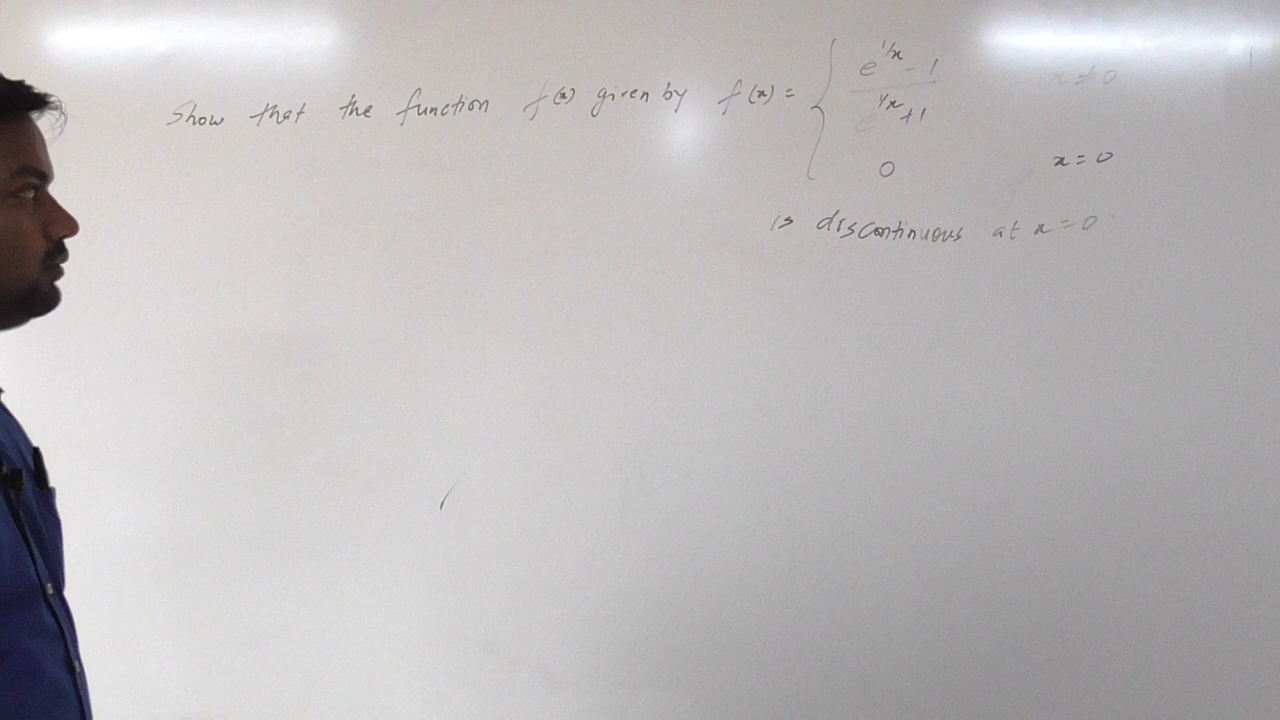 Show that the function f(x) given by f(x) = { e^1/x - 1 / e^1/x + 1 x ≠ 0
0 x = 0
is discontinuous at x = 0